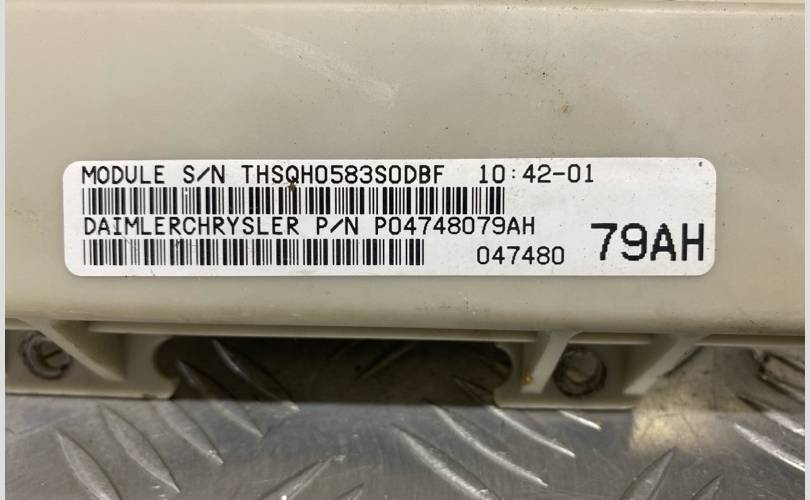 MODULE S/N THSQH0583S0DBF 10:42-01
DAIMLERCHRYSLER P/N P04748079AH
047480 79AH